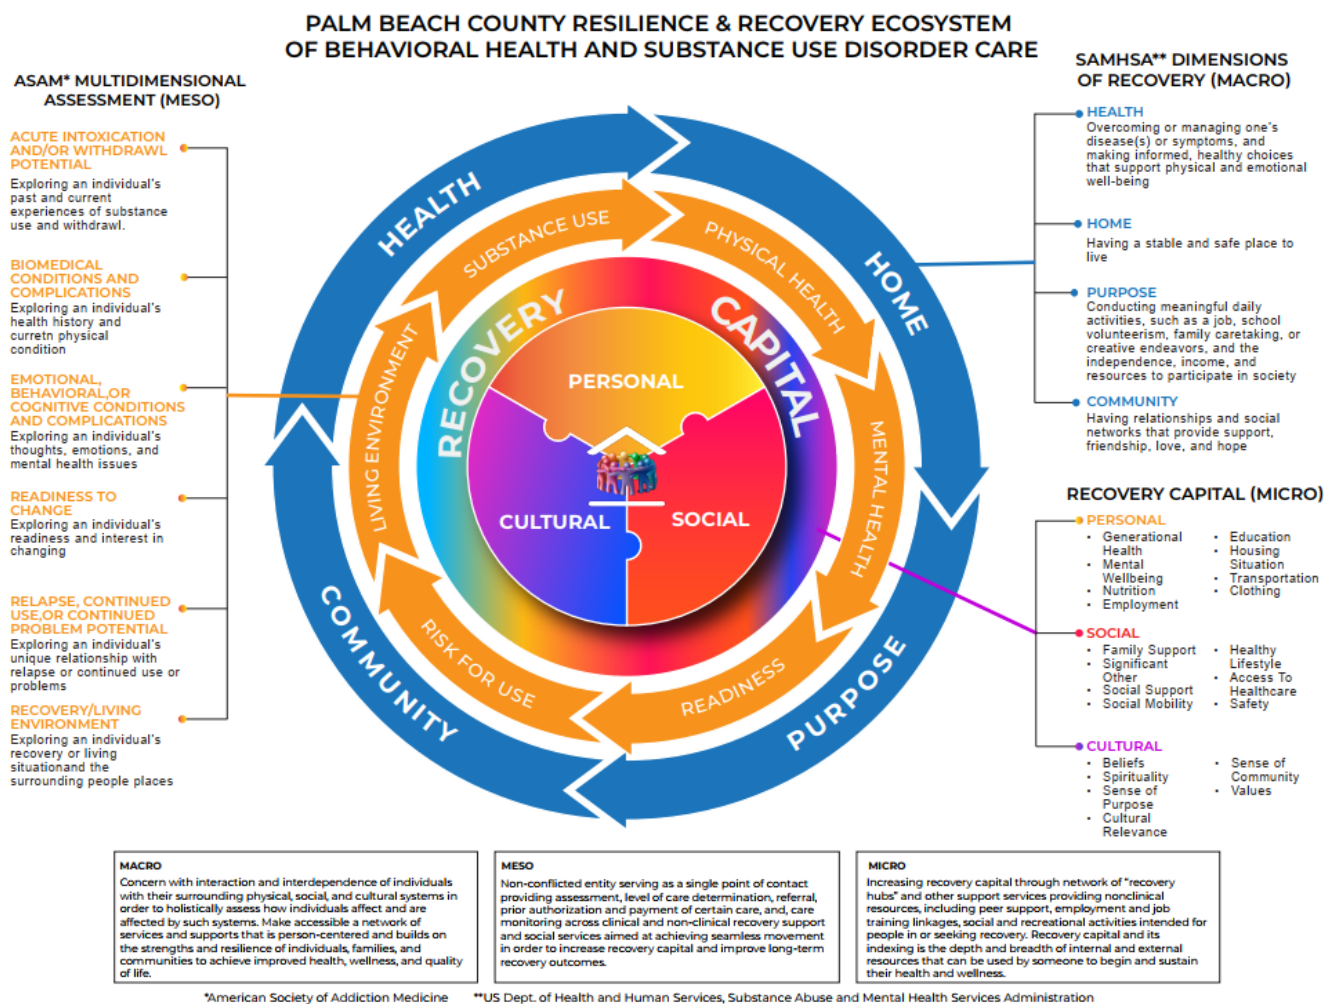 PALM BEACH COUNTY RESILIENCE & RECOVERY ECOSYSTEM
OF BEHAVIORAL HEALTH AND SUBSTANCE USE DISORDER CARE
ASAM* MULTIDIMENSIONAL
ASSESSMENT (MESO)
ACUTE INTOXICATION
AND/OR WITHDRAWL
POTENTIAL
Exploring an individual's
past and current
experiences of substance
use and withdrawl.
BIOMEDICAL
CONDITIONS AND
COMPLICATIONS
Exploring an individual's
health history and
curretn physical
condition
EMOTIONAL,
BEHAVIORAL,OR
COGNITIVE CONDITIONS
AND COMPLICATIONS
Exploring an individual's
thoughts, emotions, and
mental health issues
READINESS TO
CHANGE
Exploring an individual's
readiness and interest in
changing
RELAPSE, CONTINUED
USE,OR CONTINUED
PROBLEM POTENTIAL
Exploring an individual's
unique relationship with
relapse or continued use or
problems
RECOVERY/LIVING
ENVIRONMENT
Exploring an individual's
recovery or living
situationand the
surrounding people places
HEALTH
HOME
PURPOSE
COMMUNITY
SUBSTANCE USE
PHYSICAL HEALTH
MENTAL HEALTH
READINESS
RISK FOR USE
LIVING ENVIRONMENT
RECOVERY
CAPITAL
PERSONAL
CULTURAL
SOCIAL
SAMHSA** DIMENSIONS
OF RECOVERY (MACRO)
HEALTH
Overcoming or managing one's
disease(s) or symptoms, and
making informed, healthy choices
that support physical and emotional
well-being
HOME
Having a stable and safe place to
live
PURPOSE
Conducting meaningful daily
activities, such as a job, school
volunteerism, family caretaking, or
creative endeavors, and the
independence, income, and
resources to participate in society
COMMUNITY
Having relationships and social
networks that provide support,
friendship, love, and hope
RECOVERY CAPITAL (MICRO)
PERSONAL
• Generational
Health
• Mental
Wellbeing
• Nutrition
• Employment
• Education
• Housing
Situation
• Transportation
• Clothing
SOCIAL
• Family Support
• Significant
Other
• Social Support
• Social Mobility
• Healthy
Lifestyle
• Access To
Healthcare
• Safety
CULTURAL
• Beliefs
• Spirituality
• Sense of
Purpose
• Cultural
Relevance
• Sense of
Community
• Values
MACRO
Concern with interaction and interdependence of individuals
with their surrounding physical, social, and cultural systems in
order to holistically assess how individuals affect and are
affected by such systems. Make accessible a network of
services and supports that is person-centered and builds on
the strengths and resilience of individuals, families, and
communities to achieve improved health, wellness, and quality
of life.
MESO
Non-conflicted entity serving as a single point of contact
providing assessment, level of care determination, referral,
prior authorization and payment of certain care, and, care
monitoring across clinical and non-clinical recovery support
and social services aimed at achieving seamless movement
in order to increase recovery capital and improve long-term
recovery outcomes.
MICRO
Increasing recovery capital through network of "recovery
hubs" and other support services providing nonclinical
resources, including peer support, employment and job
training linkages, social and recreational activities intended for
people in or seeking recovery. Recovery capital and its
indexing is the depth and breadth of internal and external
resources that can be used by someone to begin and sustain
their health and wellness.
*American Society of Addiction Medicine **US Dept. of Health and Human Services, Substance Abuse and Mental Health Services Administration